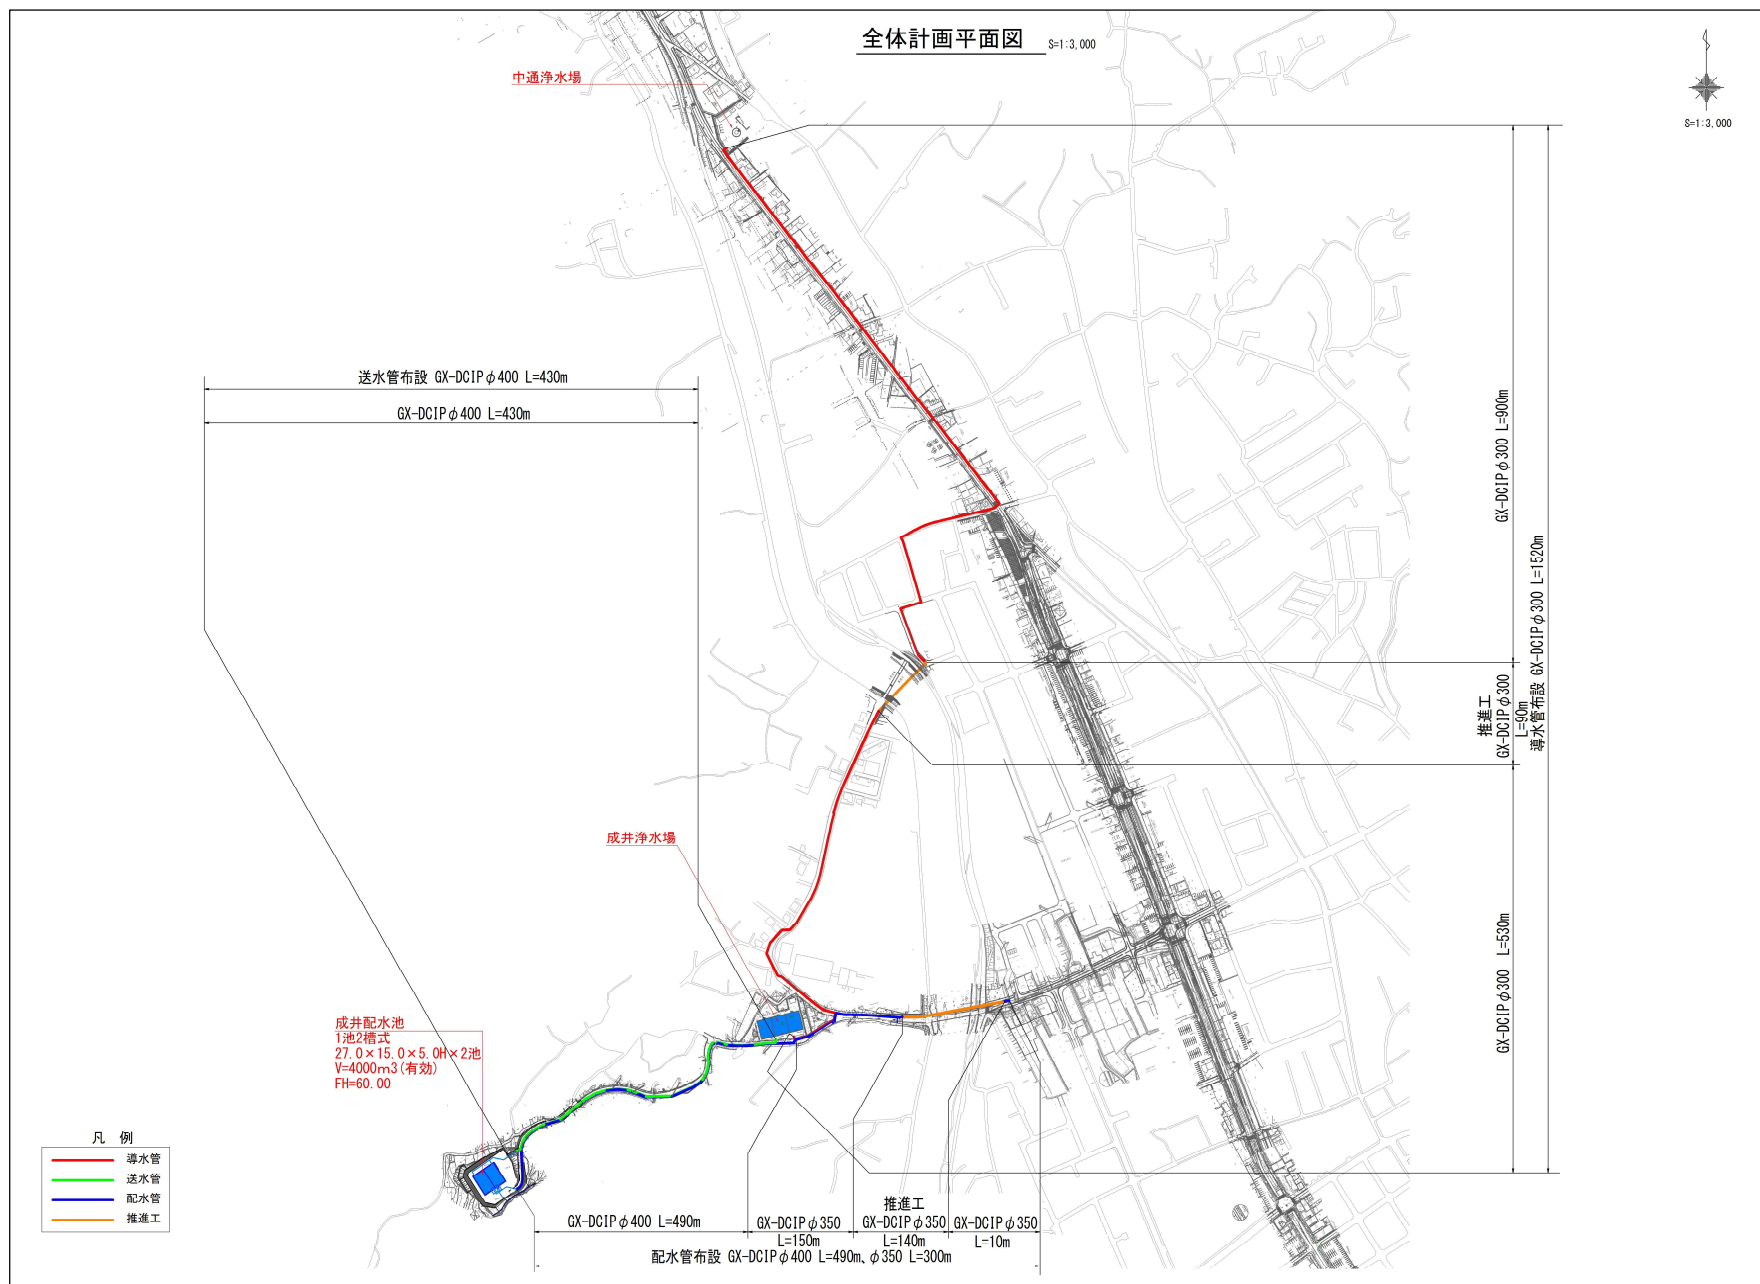 全体計画平面図 S=1:3,000
S=1:3,000
中通浄水場
送水管布設 GX-DCIPφ400 L=430m
GX-DCIPφ400 L=430m
GX-DCIPφ300 L=900m
推進工
GX-DCIPφ300
L=90m
導水管布設 GX-DCIPφ300 L=1520m
GX-DCIPφ300 L=530m
成井浄水場
成井配水池
1池2槽式
27.0×15.0×5.0H×2池
V=4000m3(有効)
FH=60.00
凡 例
導水管
送水管
配水管
推進工
GX-DCIPφ400 L=490m
GX-DCIPφ350
L=150m
推進工
GX-DCIPφ350
L=140m
GX-DCIPφ350
L=10m
配水管布設 GX-DCIPφ400 L=490m、φ350 L=300m